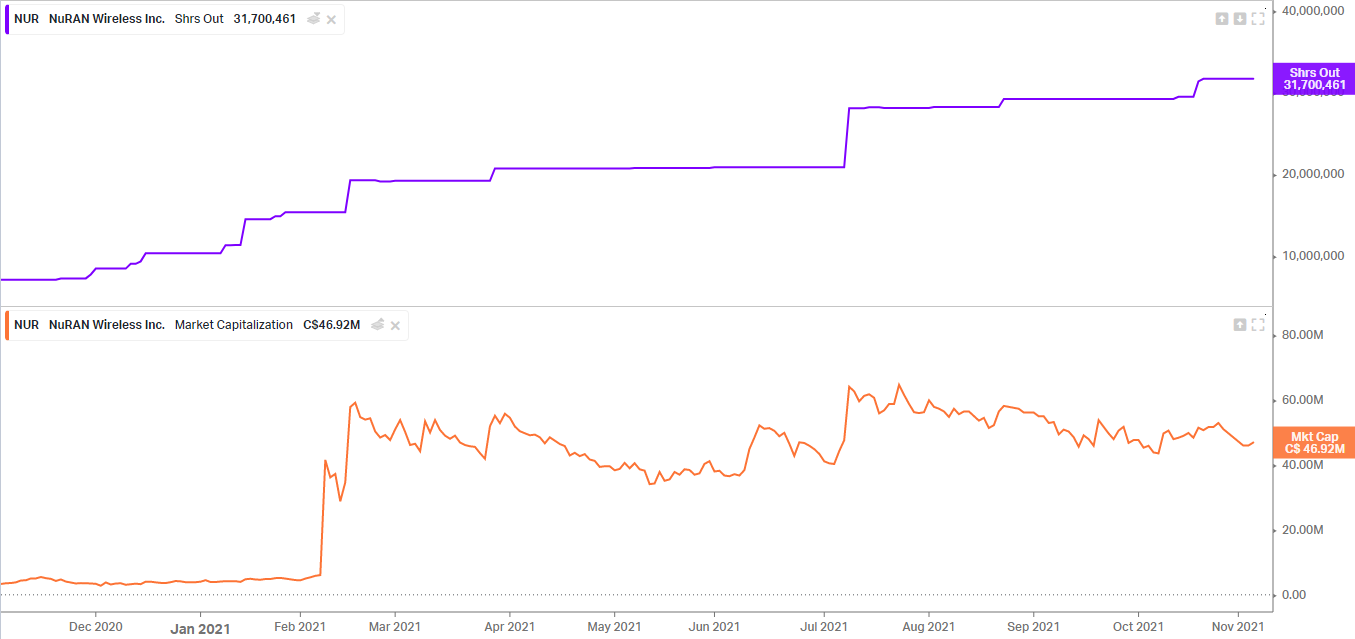 NUR NuRAN Wireless Inc. Shrs Out 31,700,461
40,000,000
Shrs Out
31,700,461
20,000,000
10,000,000
NUR NuRAN Wireless Inc. Market Capitalization C$46.92M
80.00M
60.00M
Mkt Cap
C$ 46.92M
40.00M
20.00M
0.00
Dec 2020 Jan 2021 Feb 2021 Mar 2021 Apr 2021 May 2021 Jun 2021 Jul 2021 Aug 2021 Sep 2021 Oct 2021 Nov 2021